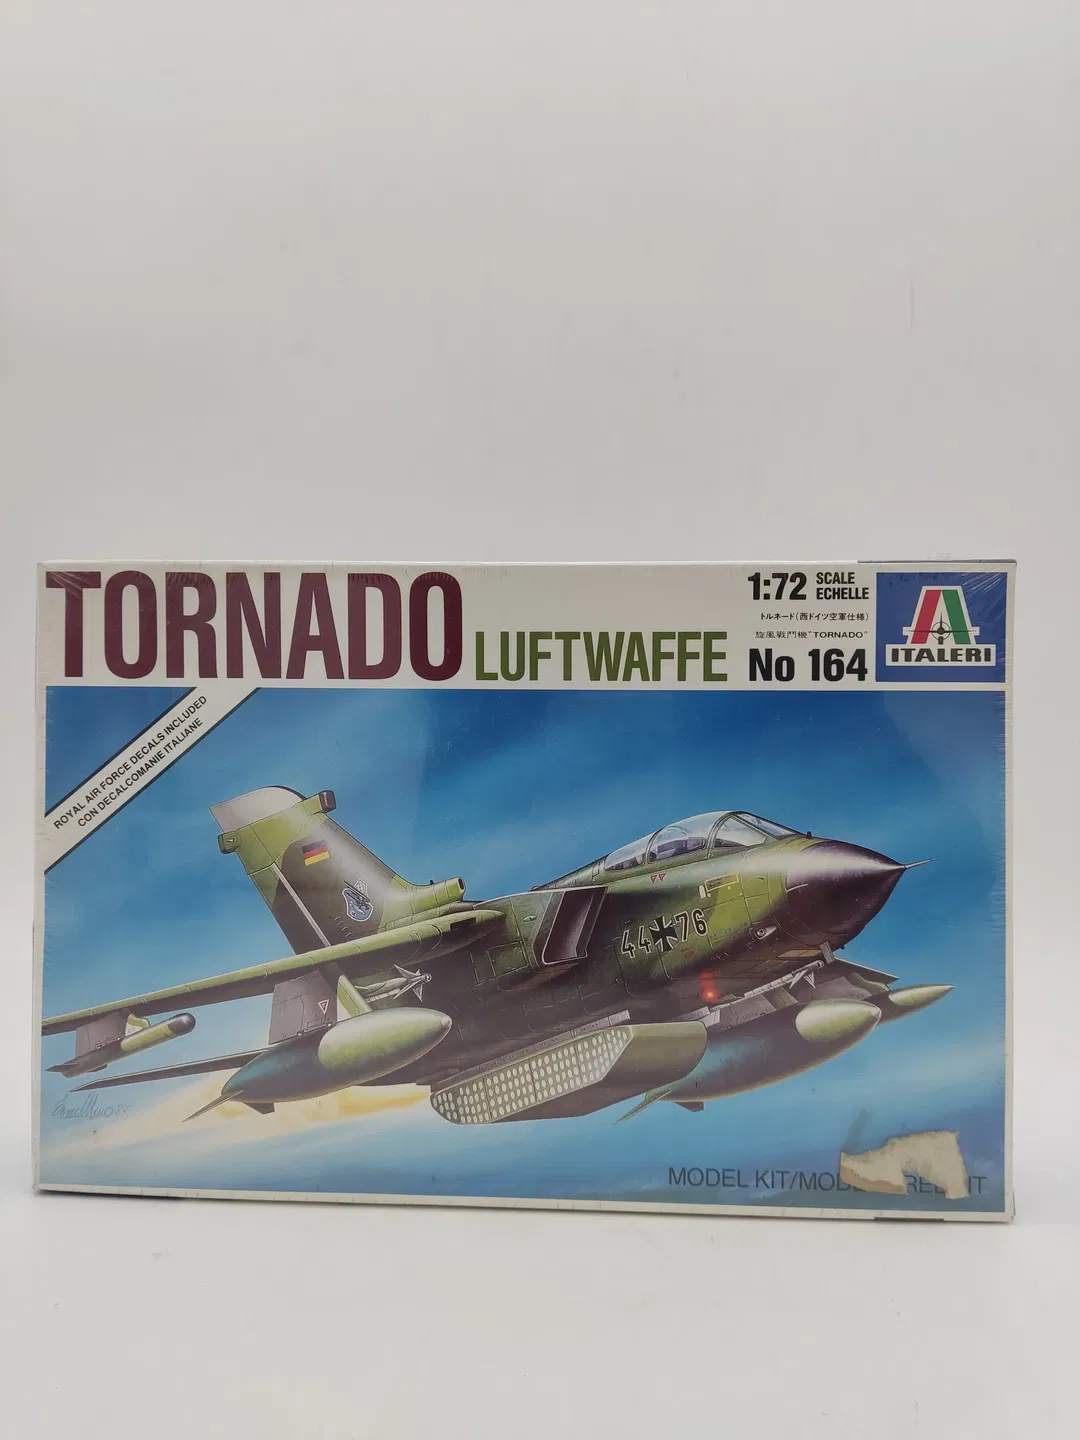 TORNADO LUFTWAFFE
1:72 SCALE
ECHELLE
トルネード(西ドイツ空軍仕様)
旋風戰鬥機"TORNADO"
No 164
ITALERI
ROYAL AIR FORCE DECALS INCLUDED
CON DECALCOMANIE ITALIANE
44 76
MODEL KIT/